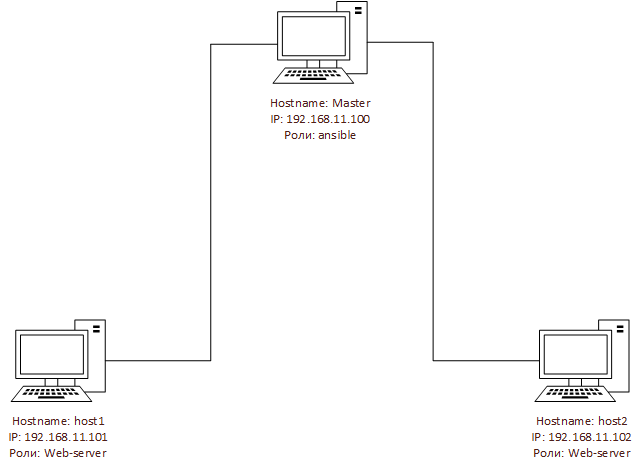 Hostname: Master
IP: 192.168.11.100
Роли: ansible
Hostname: host1
IP: 192.168.11.101
Роли: Web-server
Hostname: host2
IP: 192.168.11.102
Роли: Web-server